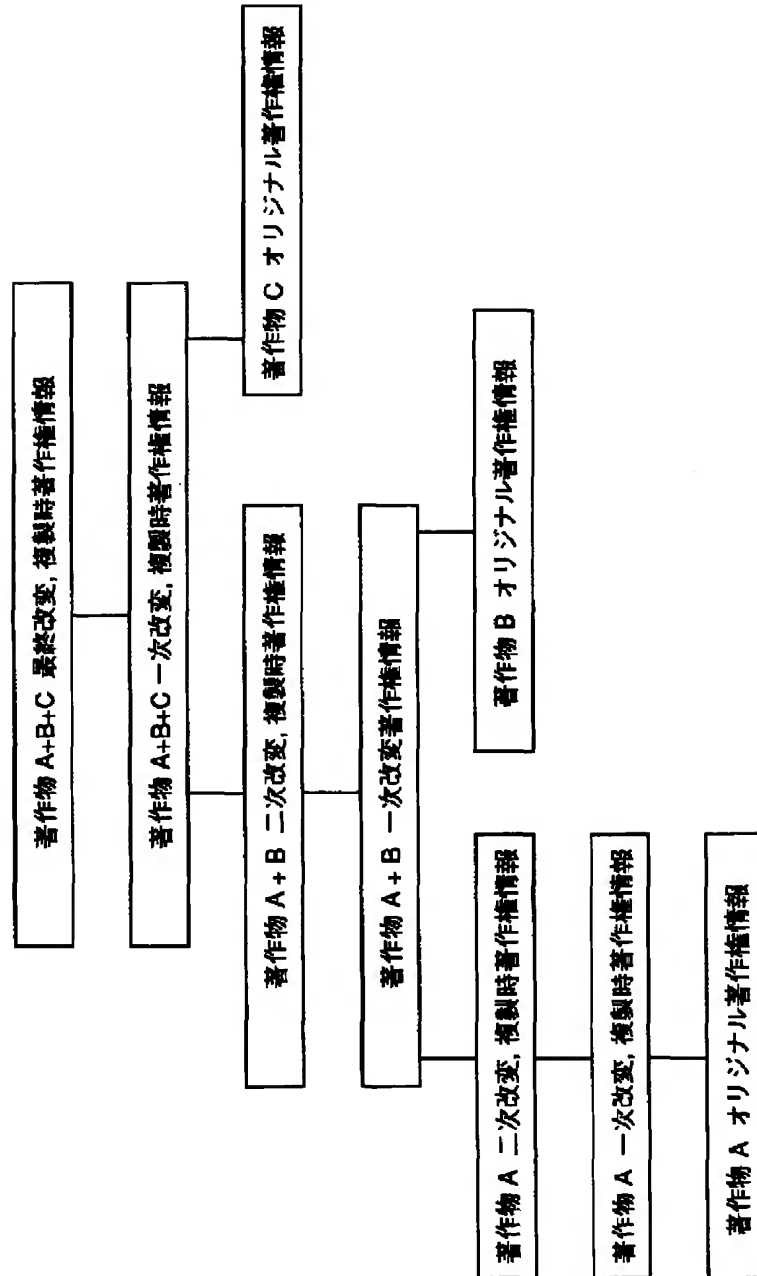 著作物 A+B+C 最終改変, 複製時著作権情報
著作物 A+B+C 一次改変, 複製時著作権情報
著作物 A+B 二次改変, 複製時著作権情報
著作物 C オリジナル著作権情報
著作物 A+B 一次改変著作権情報
著作物 A 二次改変, 複製時著作権情報
著作物 B オリジナル著作権情報
著作物 A 一次改変, 複製時著作権情報
著作物 A オリジナル著作権情報